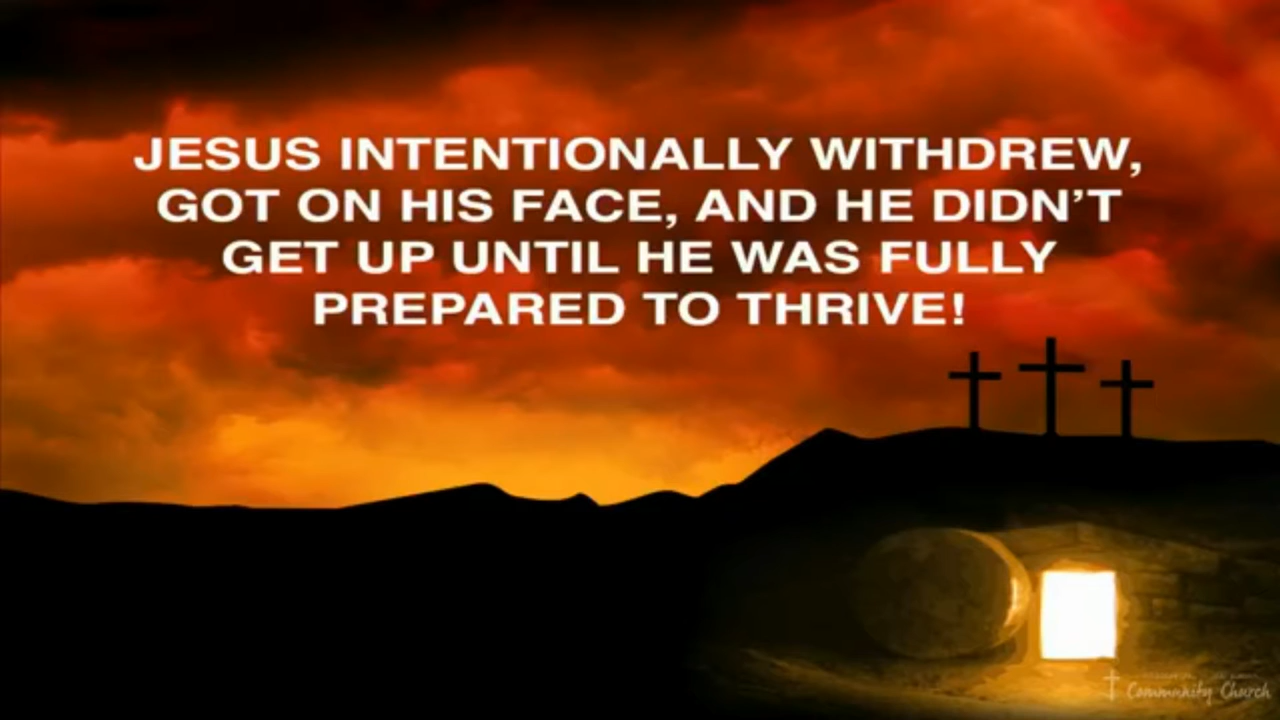 JESUS INTENTIONALLY WITHDREW,
GOT ON HIS FACE, AND HE DIDN’T
GET UP UNTIL HE WAS FULLY
PREPARED TO THRIVE!
Community Church